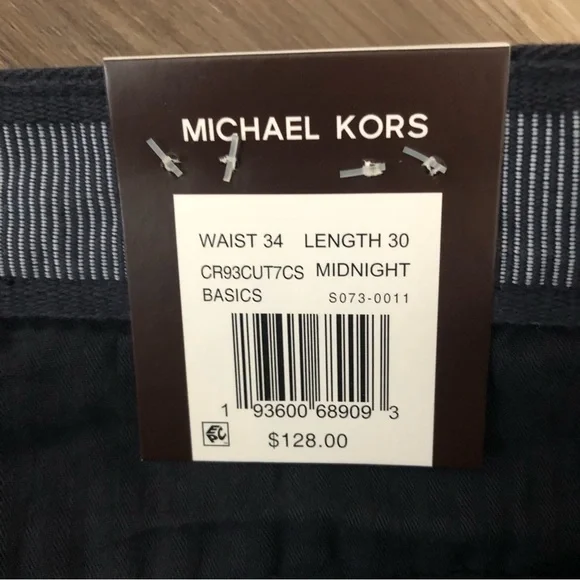 MICHAEL KORS
WAIST 34 LENGTH 30
CR93CUT7CS MIDNIGHT
BASICS S073-0011
1 93600 68909 3
$128.00